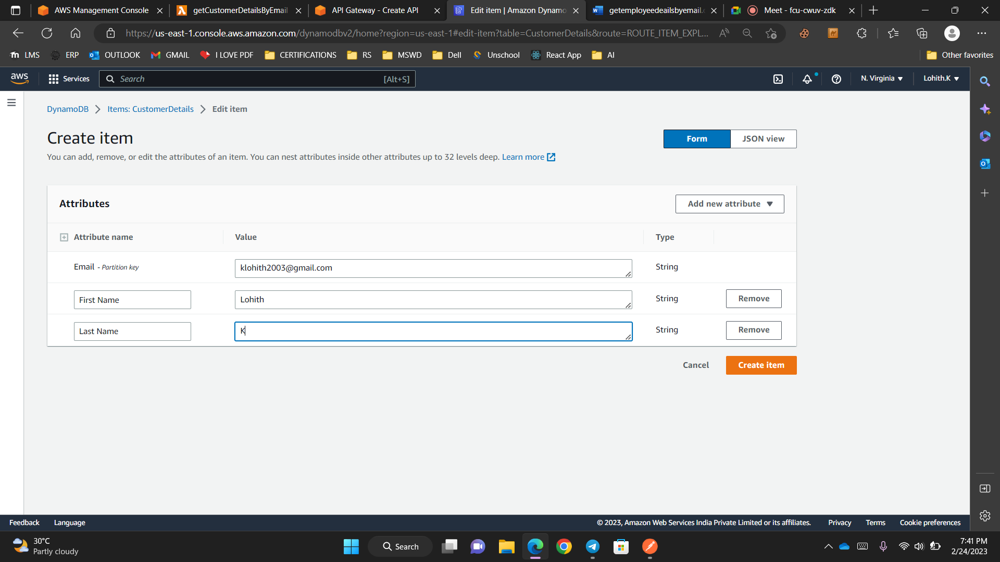 AWS Management Console
getCustomerDetailsByEmail
API Gateway - Create API
Edit item | Amazon Dynamo
getemployeedeailsbyemail.
Meet - fcu-cwuv-zdk
https://us-east-1.console.aws.amazon.com/dynamodbv2/home?region=us-east-1#edit-item?table=CustomerDetails&route=ROUTE_ITEM_EXPL...
LMS ERP OUTLOOK GMAIL I LOVE PDF CERTIFICATIONS RS MSWD Dell Unschool React App AI Other favorites
aws Services Search [Alt+S] N. Virginia Lohith.K
DynamoDB Items: CustomerDetails Edit item
Create item
Form JSON view
You can add, remove, or edit the attributes of an item. You can nest attributes inside other attributes up to 32 levels deep. Learn more
Attributes Add new attribute
Attribute name Value Type
Email - Partition key klohith2003@gmail.com String
First Name Lohith String Remove
Last Name K String Remove
Cancel Create item
Feedback Language © 2023, Amazon Web Services India Private Limited or its affiliates. Privacy Terms Cookie preferences
30°C
Partly cloudy
Search
7:41 PM
2/24/2023